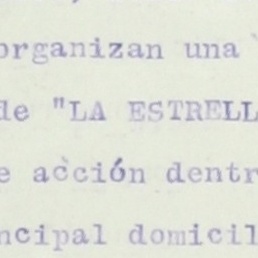 organizan una
de "LA ESTRELL
e acción dentr
ncipal domicil